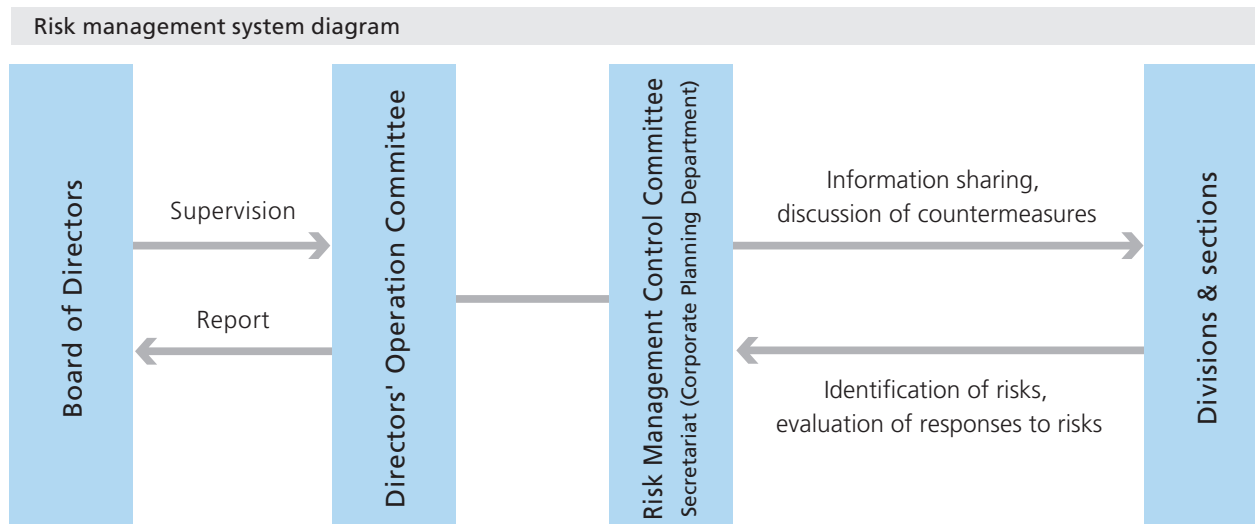 Risk management system diagram
Board of Directors
Supervision
Report
Directors' Operation Committee
Risk Management Control Committee
Secretariat (Corporate Planning Department)
Information sharing,
discussion of countermeasures
Identification of risks,
evaluation of responses to risks
Divisions & sections